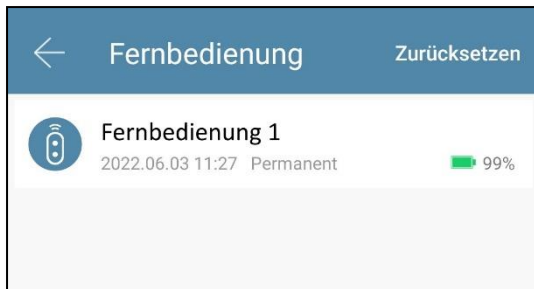 Fernbedienung Zurücksetzen
Fernbedienung 1
2022.06.03 11:27 Permanent 99%